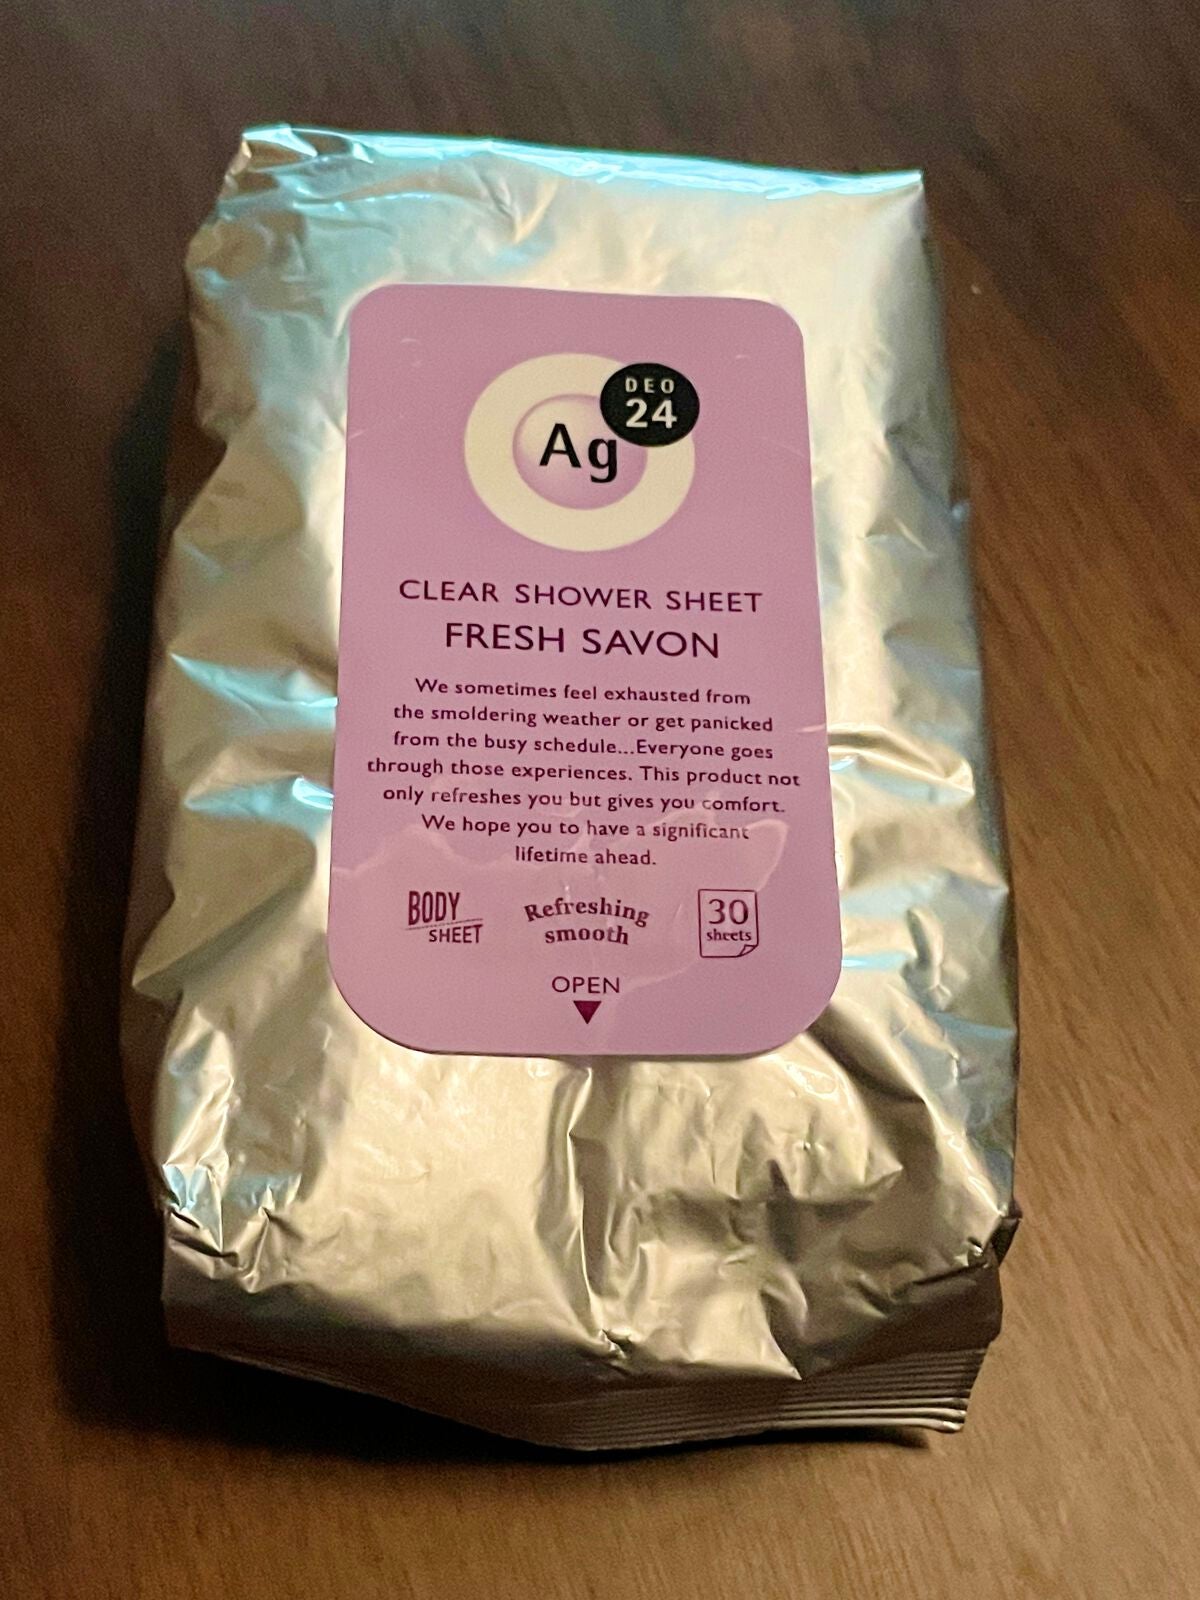 DEO
24
Ag
CLEAR SHOWER SHEET
FRESH SAVON
We sometimes feel exhausted from
the smoldering weather or get panicked
from the busy schedule...Everyone goes
through those experiences. This product not
only refreshes you but gives you comfort.
We hope you to have a significant
lifetime ahead.
BODY
SHEET
Refreshing
smooth
30
sheets
OPEN